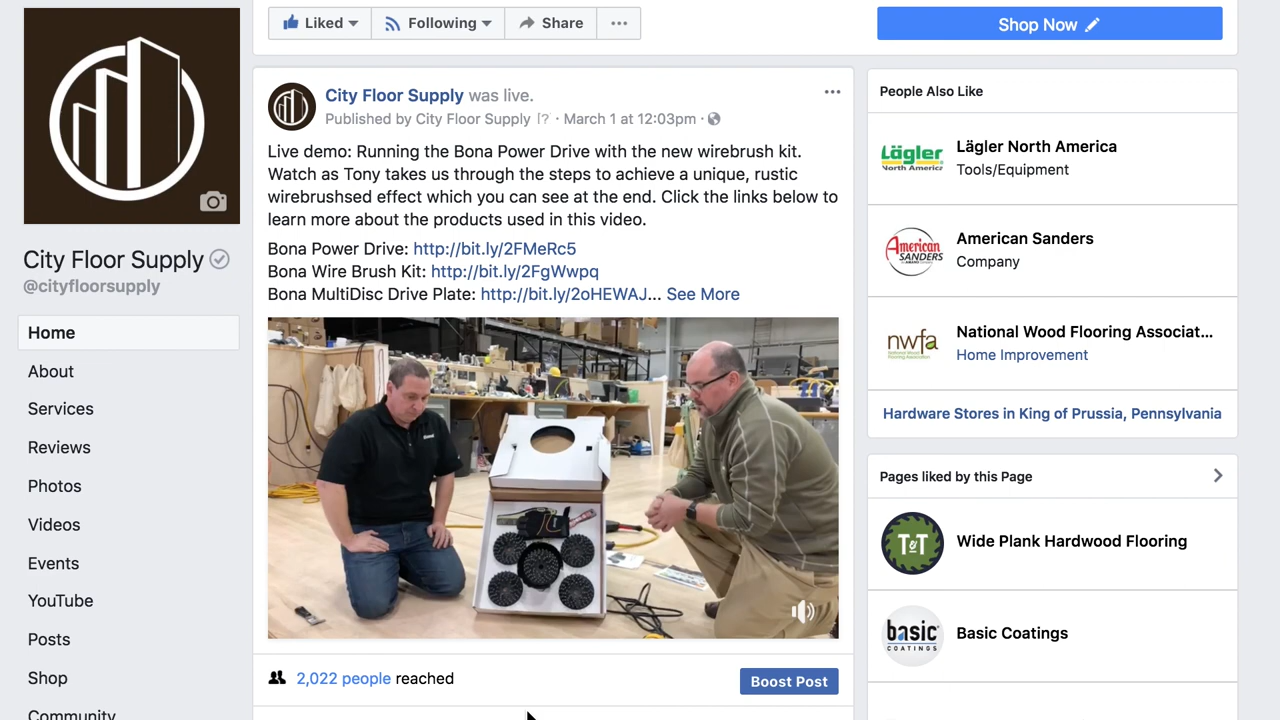 Liked
Following
Share
Shop Now
City Floor Supply was live.
Published by City Floor Supply [? · March 1 at 12:03pm ·
Live demo: Running the Bona Power Drive with the new wirebrush kit.
Watch as Tony takes us through the steps to achieve a unique, rustic
wirebrushsed effect which you can see at the end. Click the links below to
learn more about the products used in this video.
Bona Power Drive: http://bit.ly/2FMeRc5
Bona Wire Brush Kit: http://bit.ly/2FgWwpq
Bona MultiDisc Drive Plate: http://bit.ly/2oHEWAJ... See More
2,022 people reached
Boost Post
City Floor Supply
@cityfloorsupply
Home
About
Services
Reviews
Photos
Videos
Events
YouTube
Posts
Shop
Community
People Also Like
Lägler
North America
Lägler North America
Tools/Equipment
American
SANDERS
American Sanders
Company
nwfa
National Wood Flooring Associat...
Home Improvement
Hardware Stores in King of Prussia, Pennsylvania
Pages liked by this Page
T&T
Wide Plank Hardwood Flooring
basic
COATINGS
Basic Coatings